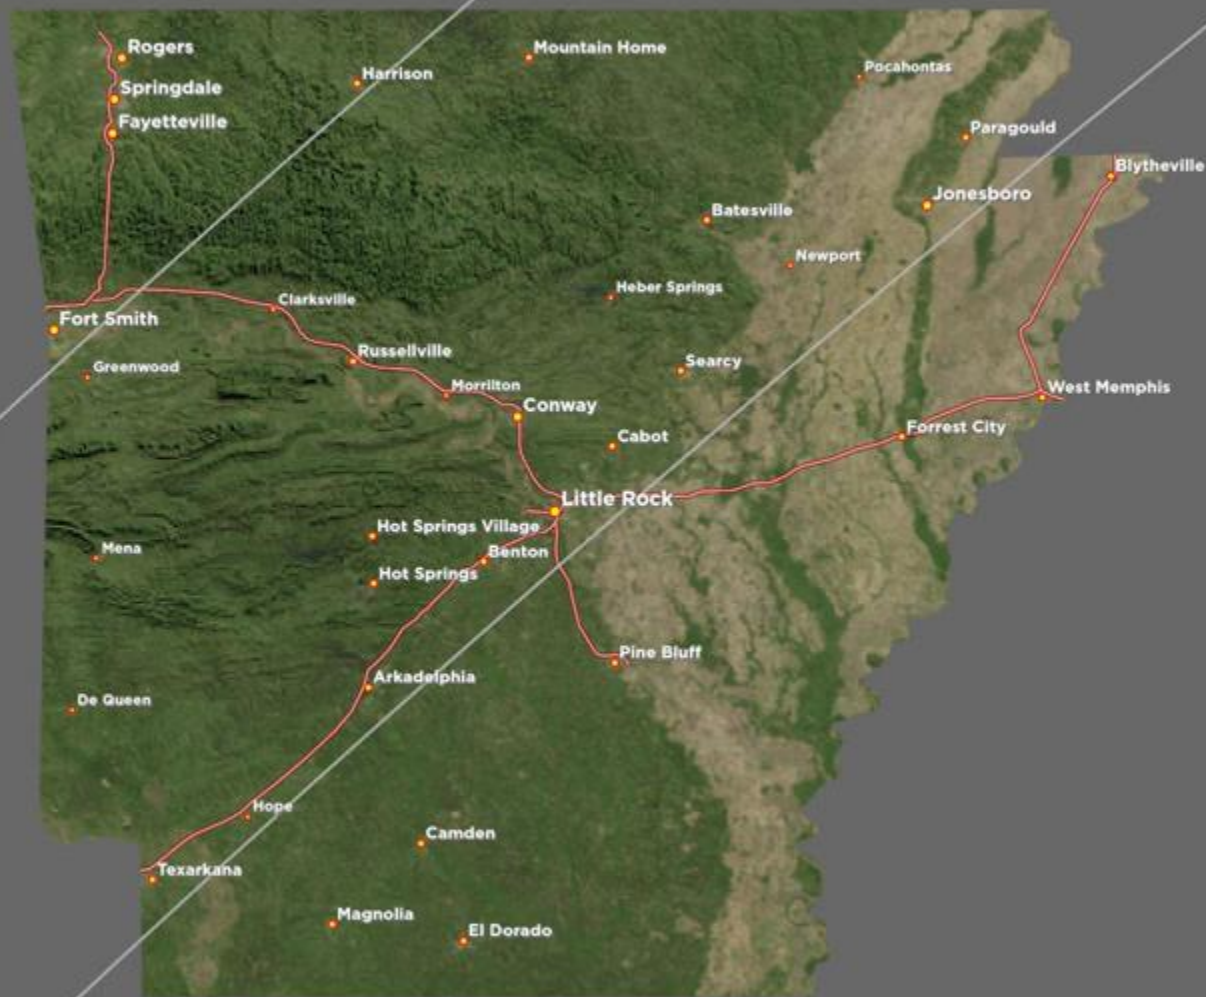 Rogers
Mountain Home
Pocahontas
Harrison
Springdale
Fayetteville
Paragould
Blytheville
Jonesboro
Batesville
Newport
Heber Springs
Clarksville
Fort Smith
Russellville
Searcy
Greenwood
Morrilton
West Memphis
Conway
Forrest City
Cabot
Little Rock
Hot Springs Village
Mena
Benton
Hot Springs
Pine Bluff
Arkadelphia
De Queen
Hope
Camden
Texarkana
Magnolia
El Dorado